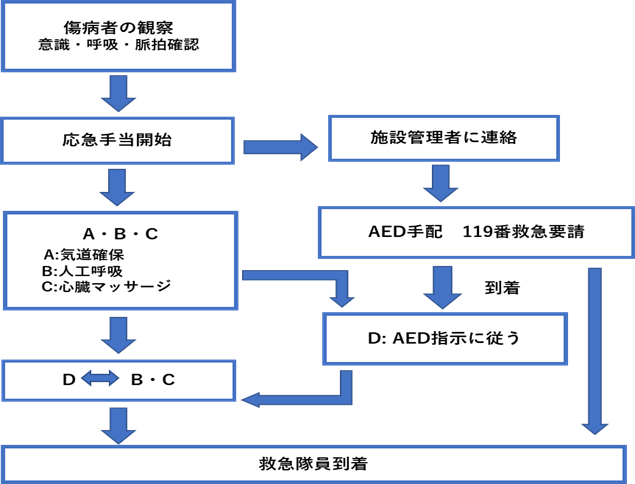 傷病者の観察
意識・呼吸・脈拍確認
応急手当開始
施設管理者に連絡
A・B・C
A:気道確保
B:人工呼吸
C:心臓マッサージ
AED手配　119番救急要請
到着
D: AED指示に従う
D B・C
救急隊員到着